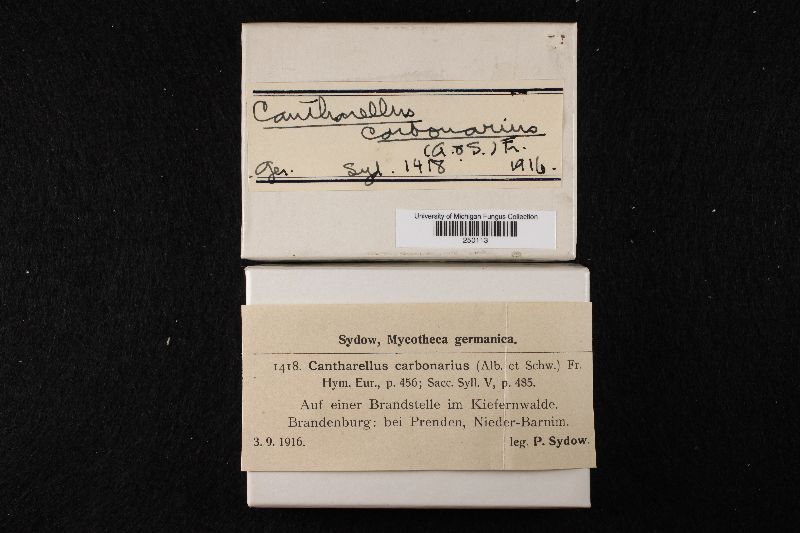 Cantharellus
carbonarius
(A. & S.) Fr.
Ger. Syd. 1418 1916.
University of Michigan Fungus Collection
250113
Sydow, Mycotheca germanica.
1418. Cantharellus carbonarius (Alb. et Schw.) Fr.
Hym. Eur., p. 456; Sacc. Syll. V, p. 485.
Auf einer Brandstelle im Kiefernwalde.
Brandenburg: bei Prenden, Nieder-Barnim.
3. 9. 1916. leg. P. Sydow.